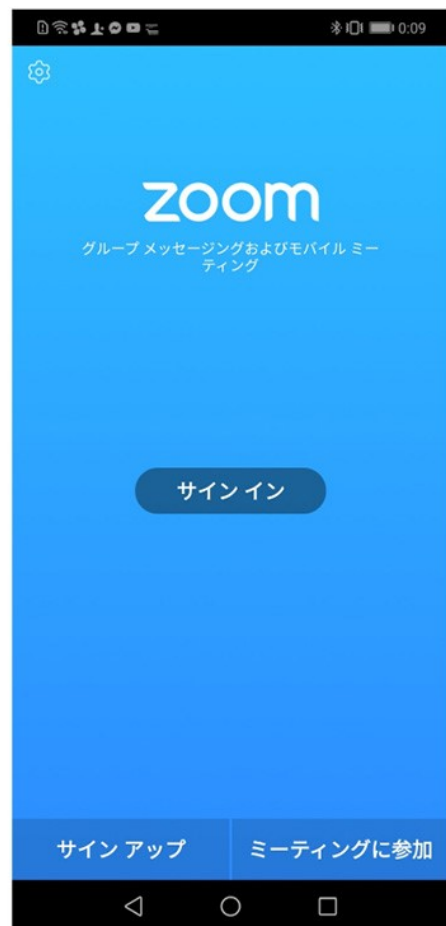 0:09
zoom
グループ メッセージングおよびモバイル ミー
ティング
サイン イン
サイン アップ
ミーティングに参加